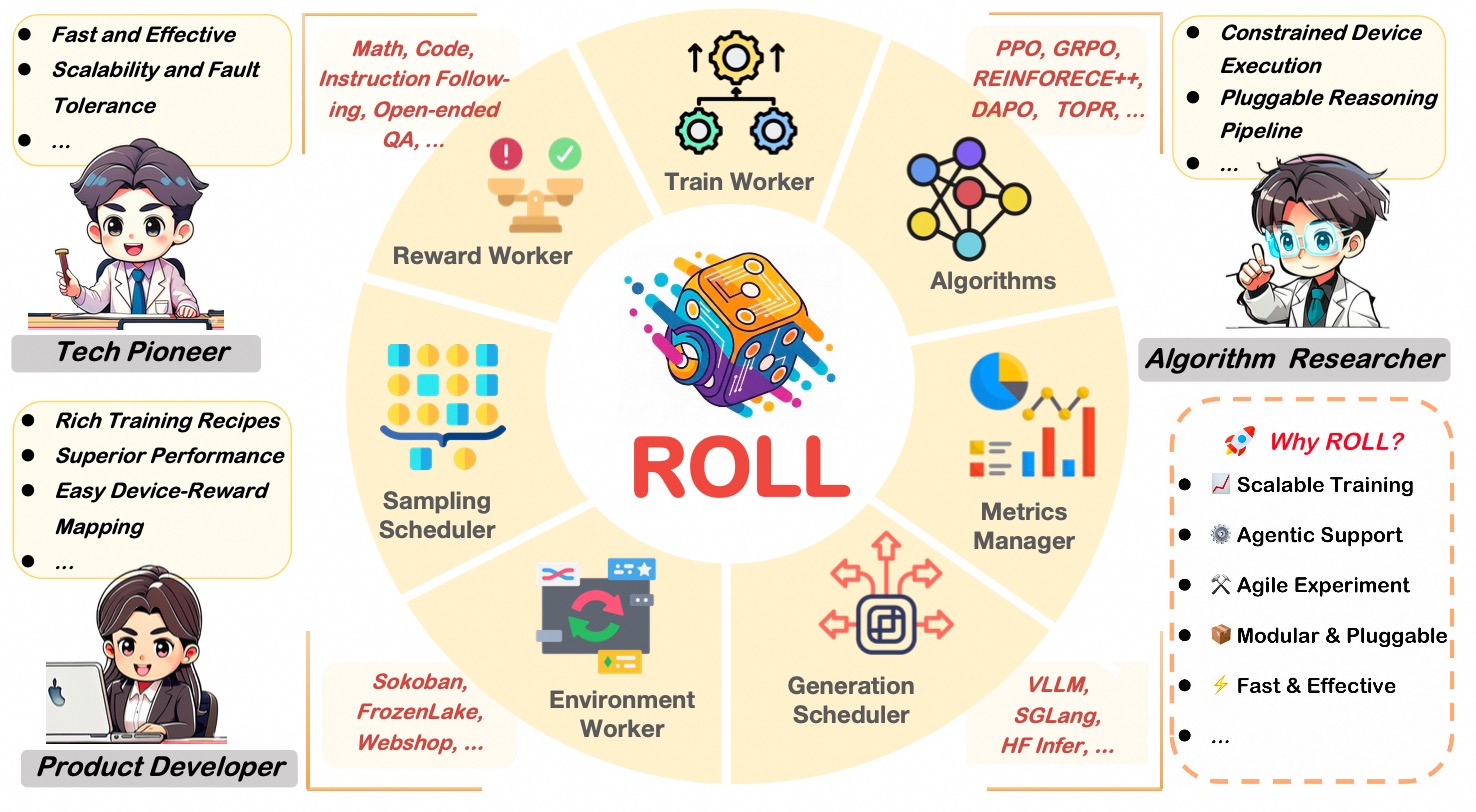 ● Fast and Effective
● Scalability and Fault
Tolerance
● ...
Tech Pioneer
● Rich Training Recipes
● Superior Performance
● Easy Device-Reward
Mapping
● ...
Product Developer
Math, Code,
Instruction Follow-
ing, Open-ended
QA, ...
PPO, GRPO,
REINFORECE++,
DAPO, TOPR, ...
Train Worker
Reward Worker
Algorithms
Sampling
Scheduler
ROLL
Metrics
Manager
Environment
Worker
Generation
Scheduler
Sokoban,
FrozenLake,
Webshop, ...
VLLM,
SGLang,
HF Infer, ...
● Constrained Device
Execution
● Pluggable Reasoning
Pipeline
● ...
Algorithm Researcher
Why ROLL?
● Scalable Training
● Agentic Support
● Agile Experiment
● Modular & Pluggable
● Fast & Effective
● ...